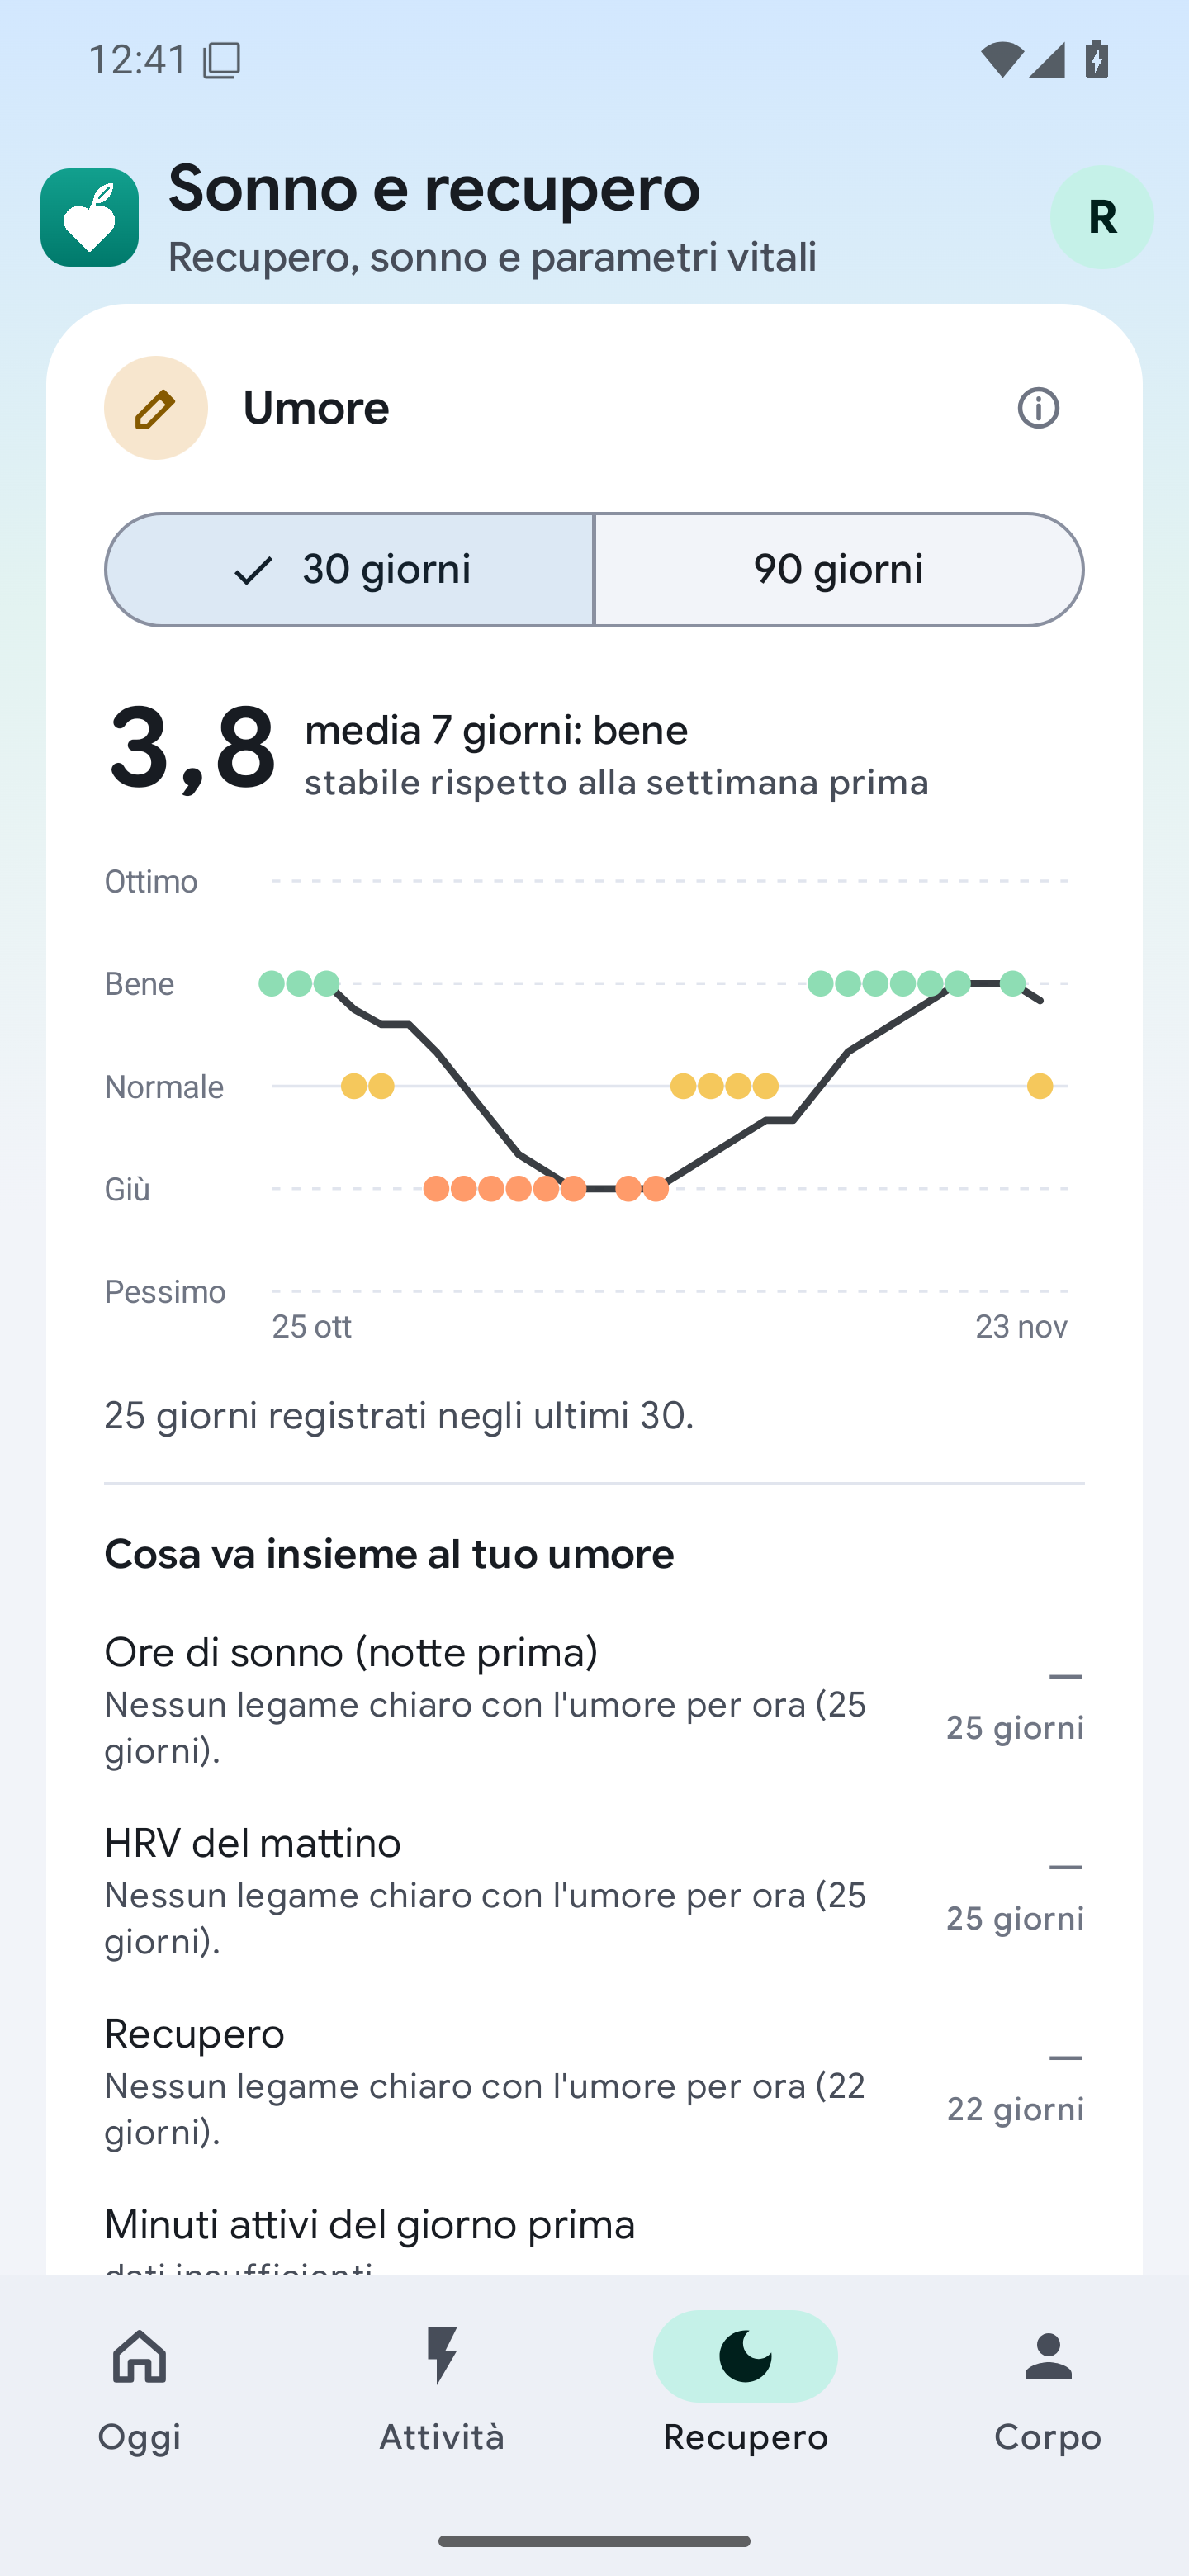 12:41
Sonno e recupero
Recupero, sonno e parametri vitali
R
Umore
30 giorni
90 giorni
3,8
media 7 giorni: bene
stabile rispetto alla settimana prima
Ottimo
Bene
Normale
Giù
Pessimo
25 ott
23 nov
25 giorni registrati negli ultimi 30.
Cosa va insieme al tuo umore
Ore di sonno (notte prima)
Nessun legame chiaro con l'umore per ora (25
giorni).
—
25 giorni
HRV del mattino
Nessun legame chiaro con l'umore per ora (25
giorni).
—
25 giorni
Recupero
Nessun legame chiaro con l'umore per ora (22
giorni).
—
22 giorni
Minuti attivi del giorno prima
dati insufficienti
Oggi
Attività
Recupero
Corpo